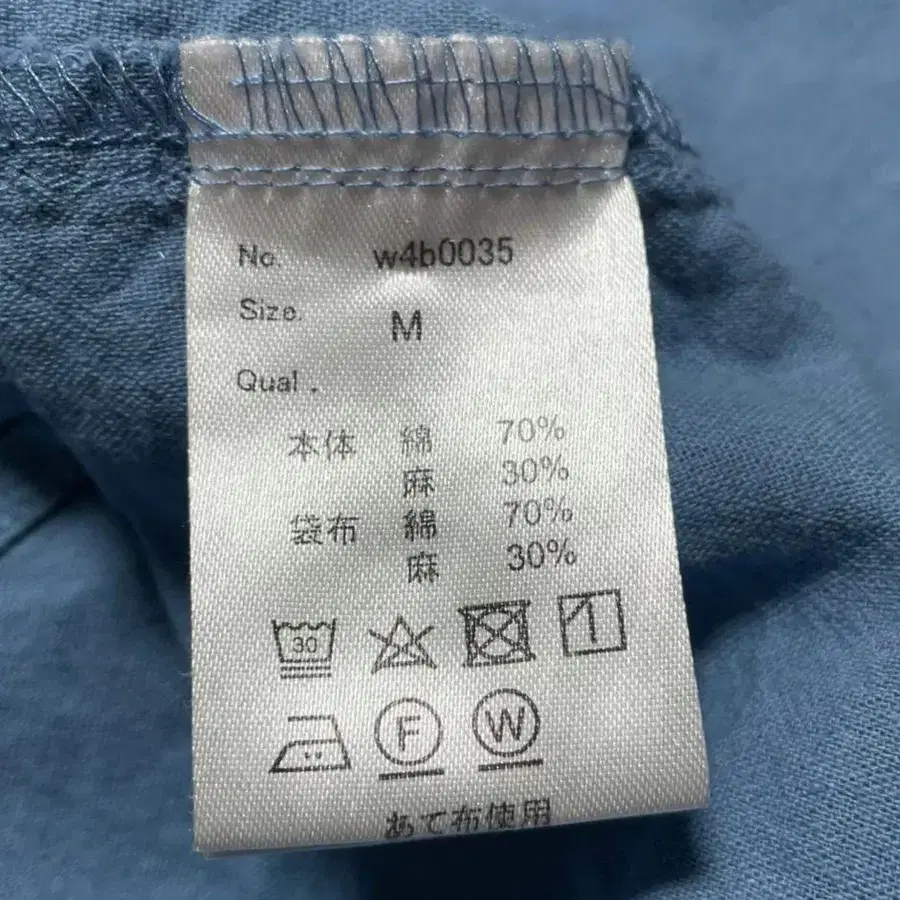 No. w4b0035
Size. M
Qual .
本体 綿 70%
麻 30%
袋布 綿 70%
麻 30%
30
F W
あて布使用